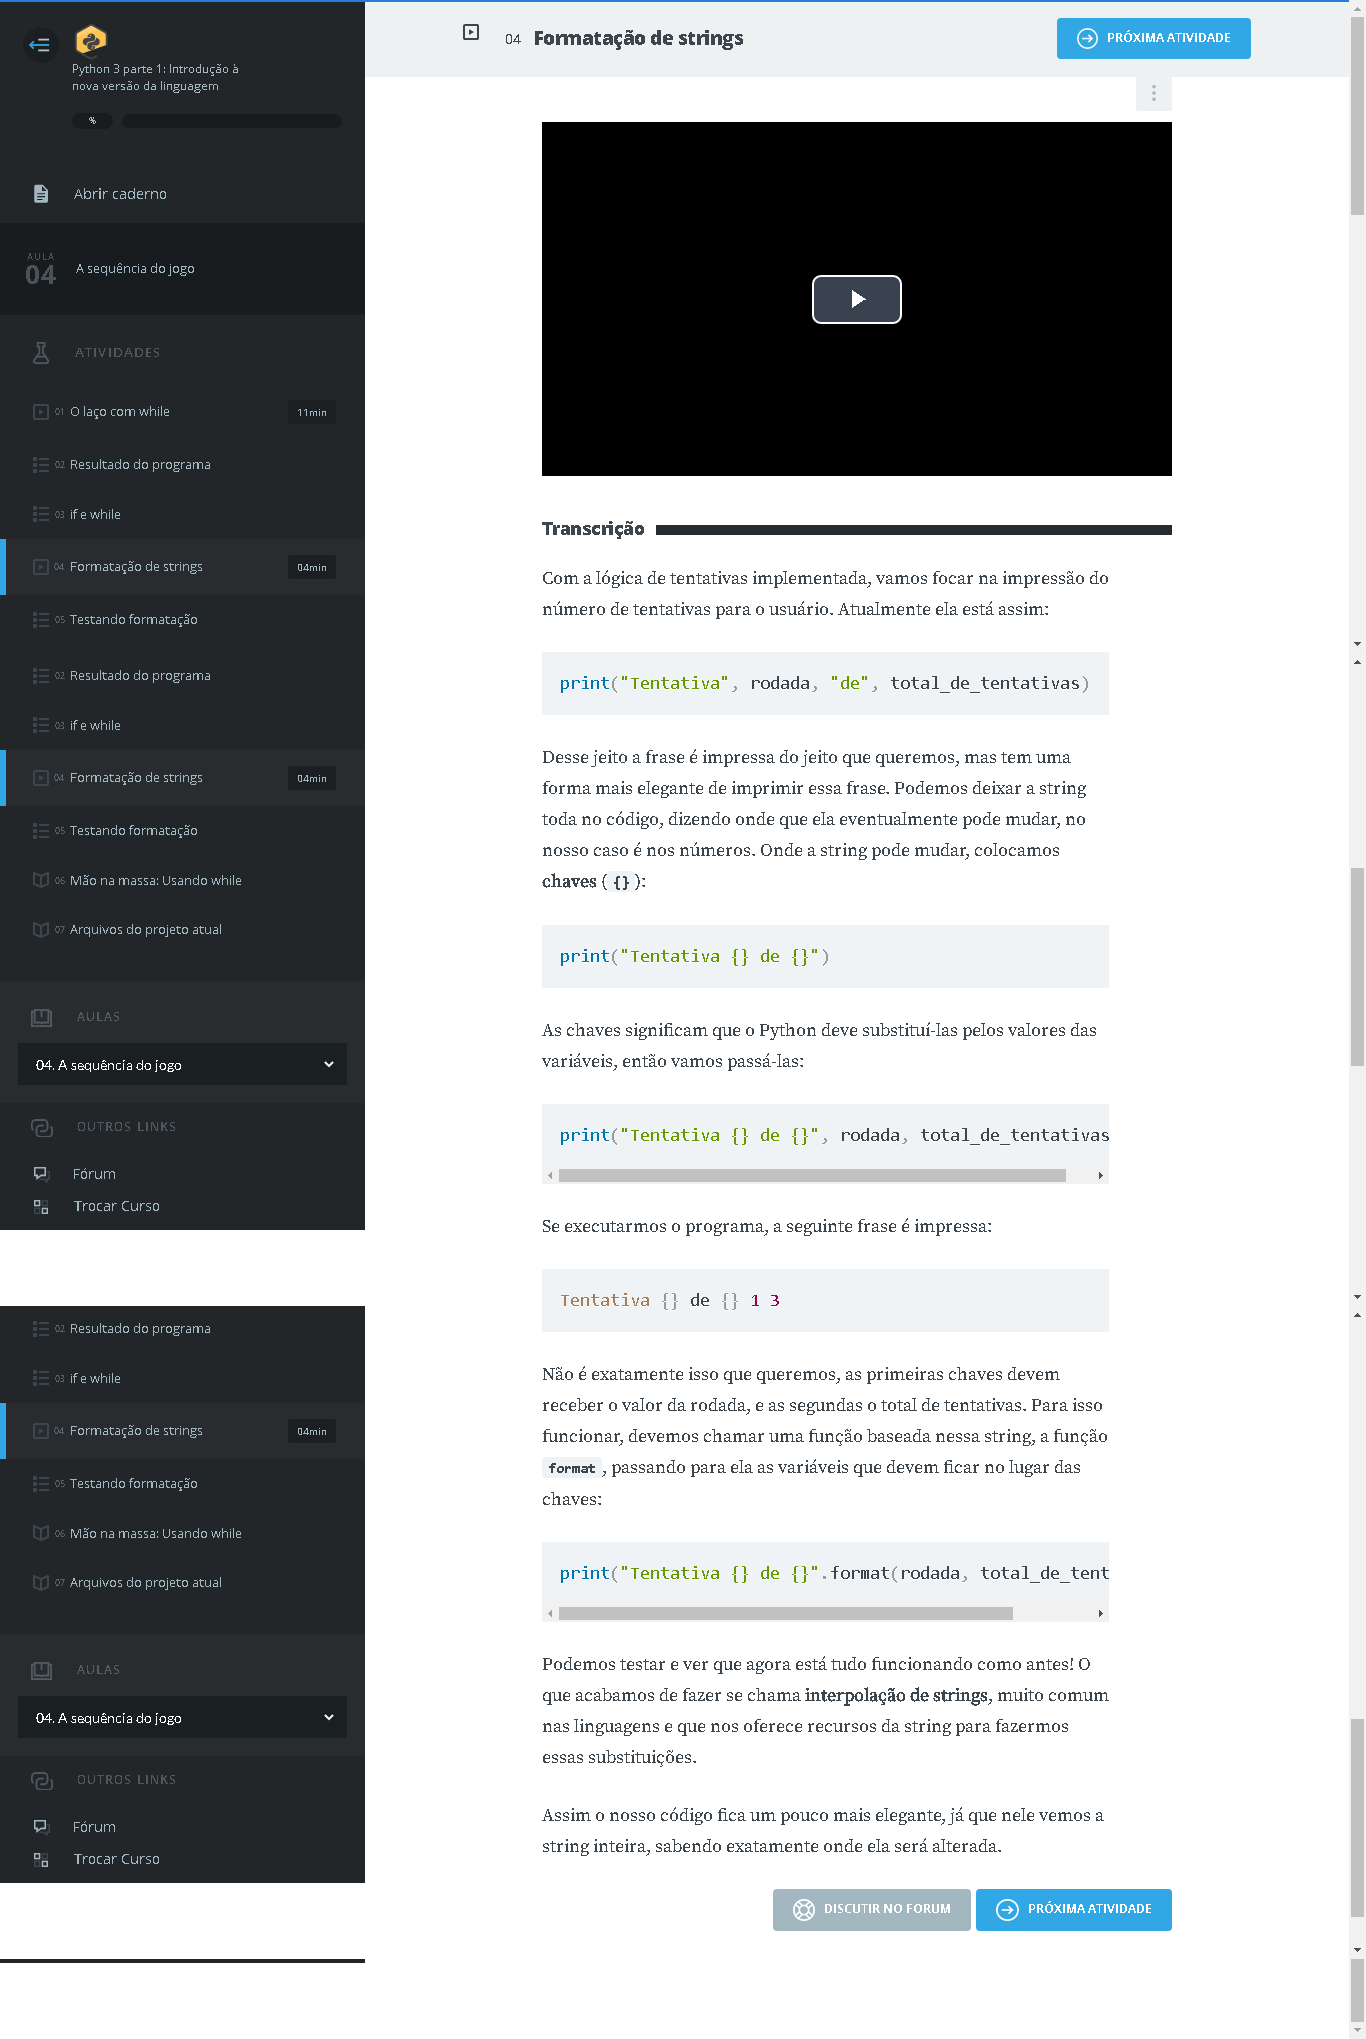 Python 3 parte 1: Introdução à
nova versão da linguagem
%
Abrir caderno
AULA
04
A sequência do jogo
ATIVIDADES
01 O laço com while 11min
02 Resultado do programa
03 if e while
04 Formatação de strings 04min
05 Testando formatação
02 Resultado do programa
03 if e while
04 Formatação de strings 04min
05 Testando formatação
06 Mão na massa: Usando while
07 Arquivos do projeto atual
AULAS
04. A sequência do jogo
OUTROS LINKS
Fórum
Trocar Curso
02 Resultado do programa
03 if e while
04 Formatação de strings 04min
05 Testando formatação
06 Mão na massa: Usando while
07 Arquivos do projeto atual
AULAS
04. A sequência do jogo
OUTROS LINKS
Fórum
Trocar Curso
04 Formatação de strings
PRÓXIMA ATIVIDADE
Transcrição
Com a lógica de tentativas implementada, vamos focar na impressão do
número de tentativas para o usuário. Atualmente ela está assim:
print("Tentativa", rodada, "de", total_de_tentativas)
Desse jeito a frase é impressa do jeito que queremos, mas tem uma
forma mais elegante de imprimir essa frase. Podemos deixar a string
toda no código, dizendo onde que ela eventualmente pode mudar, no
nosso caso é nos números. Onde a string pode mudar, colocamos
chaves ( {} ):
print("Tentativa {} de {}")
As chaves significam que o Python deve substituí-las pelos valores das
variáveis, então vamos passá-las:
print("Tentativa {} de {}", rodada, total_de_tentativas
Se executarmos o programa, a seguinte frase é impressa:
Tentativa {} de {} 1 3
Não é exatamente isso que queremos, as primeiras chaves devem
receber o valor da rodada, e as segundas o total de tentativas. Para isso
funcionar, devemos chamar uma função baseada nessa string, a função
format , passando para ela as variáveis que devem ficar no lugar das
chaves:
print("Tentativa {} de {}".format(rodada, total_de_tent
Podemos testar e ver que agora está tudo funcionando como antes! O
que acabamos de fazer se chama interpolação de strings, muito comum
nas linguagens e que nos oferece recursos da string para fazermos
essas substituições.
Assim o nosso código fica um pouco mais elegante, já que nele vemos a
string inteira, sabendo exatamente onde ela será alterada.
DISCUTIR NO FORUM
PRÓXIMA ATIVIDADE